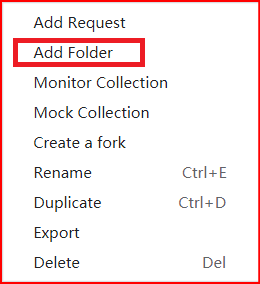 Add Request
Add Folder
Monitor Collection
Mock Collection
Create a fork
Rename Ctrl+E
Duplicate Ctrl+D
Export
Delete Del